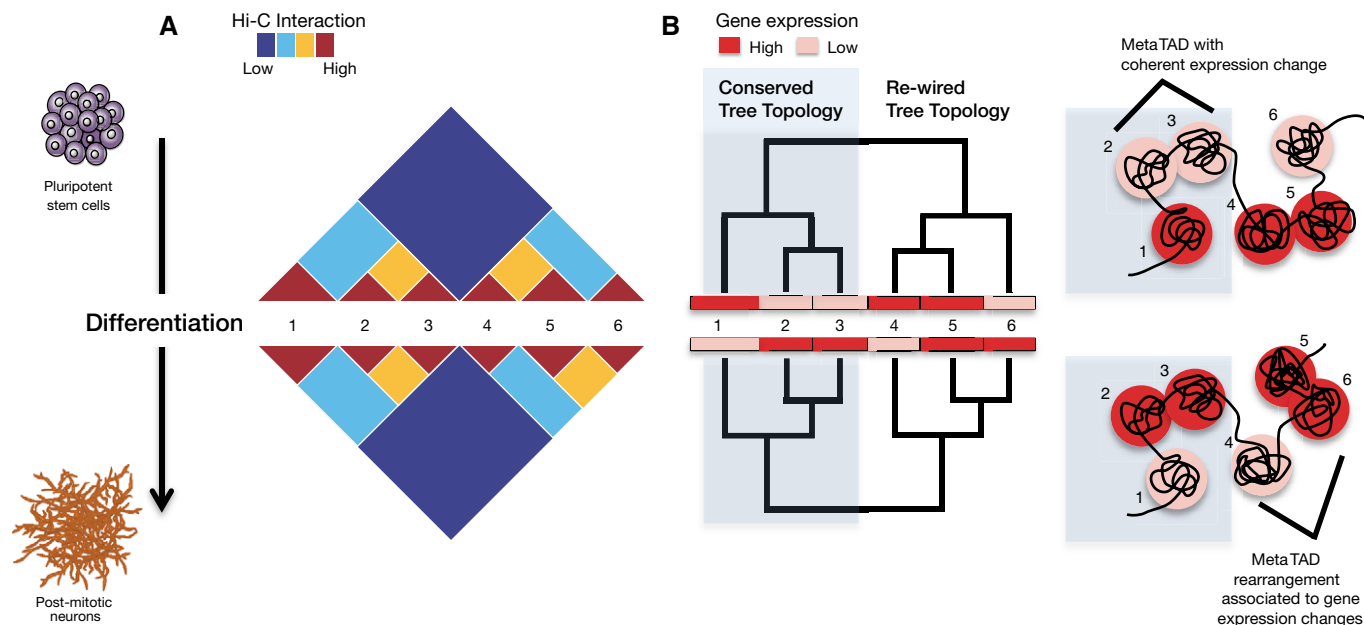 A
Hi-C Interaction
Low High
Pluripotent
stem cells
Differentiation
1 2 3 4 5 6
Post-mitotic
neurons
B
Gene expression
High Low
Conserved
Tree Topology
Re-wired
Tree Topology
1 2 3 4 5 6
MetaTAD with
coherent expression change
1
2
3
4
5
6
1
2
3
4
5
6
MetaTAD
rearrangement
associated to gene
expression changes